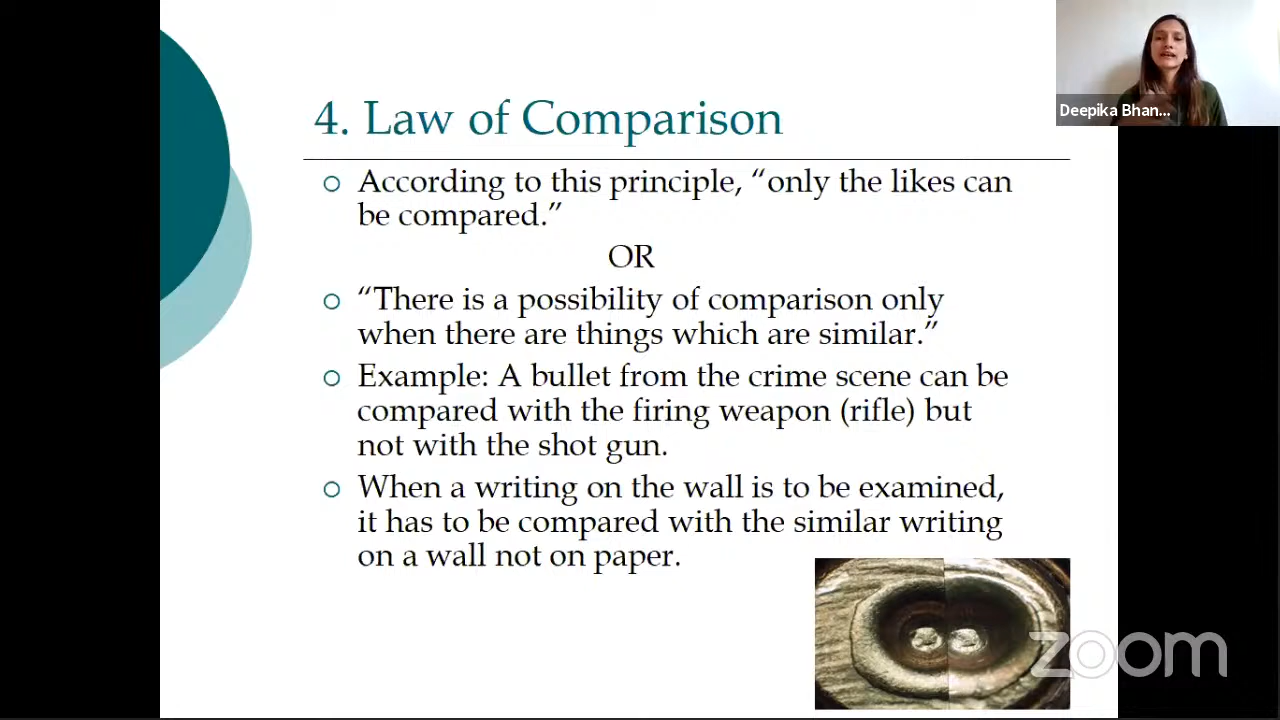 Deepika Bhan...
4. Law of Comparison
According to this principle, “only the likes can
be compared.”
OR
“There is a possibility of comparison only
when there are things which are similar.”
Example: A bullet from the crime scene can be
compared with the firing weapon (rifle) but
not with the shot gun.
When a writing on the wall is to be examined,
it has to be compared with the similar writing
on a wall not on paper.
zoom